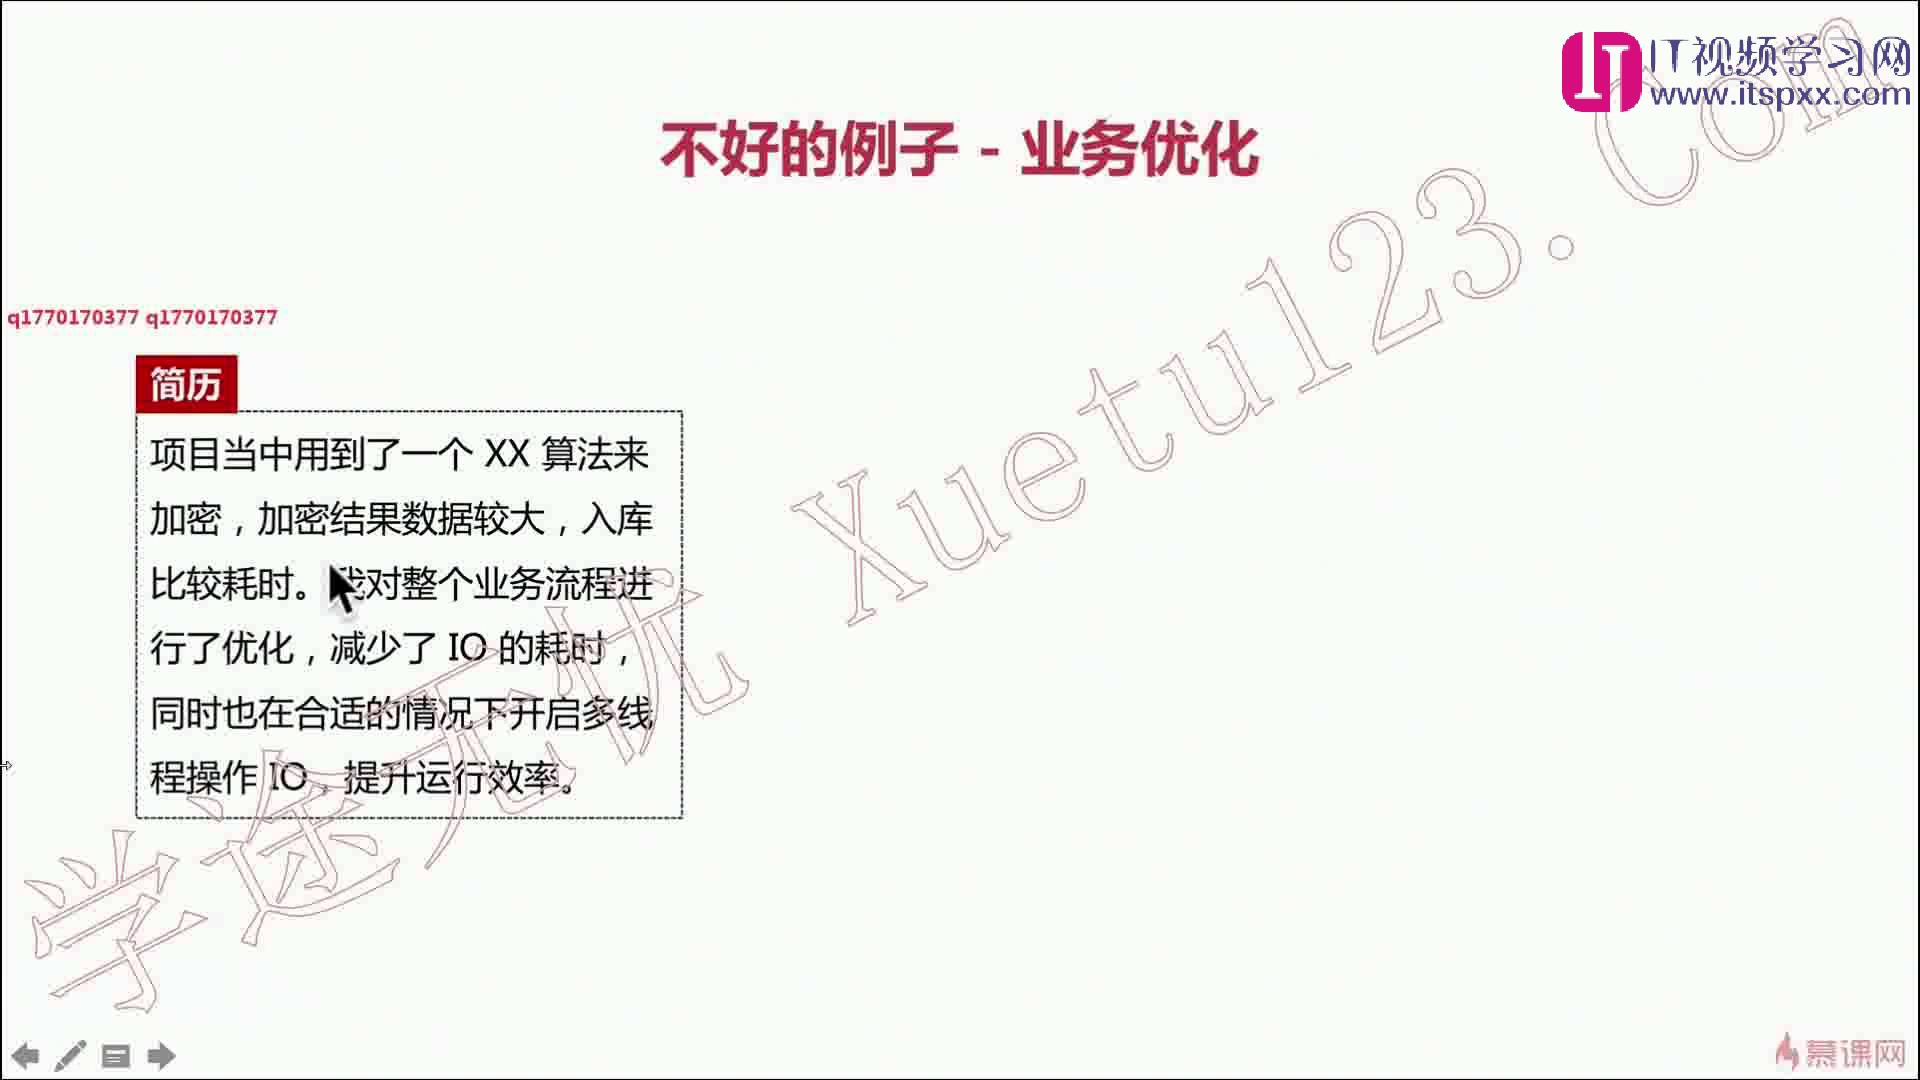 IT视频学习网
www.itspxx.com
不好的例子 - 业务优化
q1770170377 q1770170377
简历
项目当中用到了一个 XX 算法来
加密，加密结果数据较大，入库
比较耗时。我对整个业务流程进
行了优化，减少了 IO 的耗时，
同时也在合适的情况下开启多线
程操作 IO，提升运行效率。
学途无忧 Xuetu123.Com
慕课网